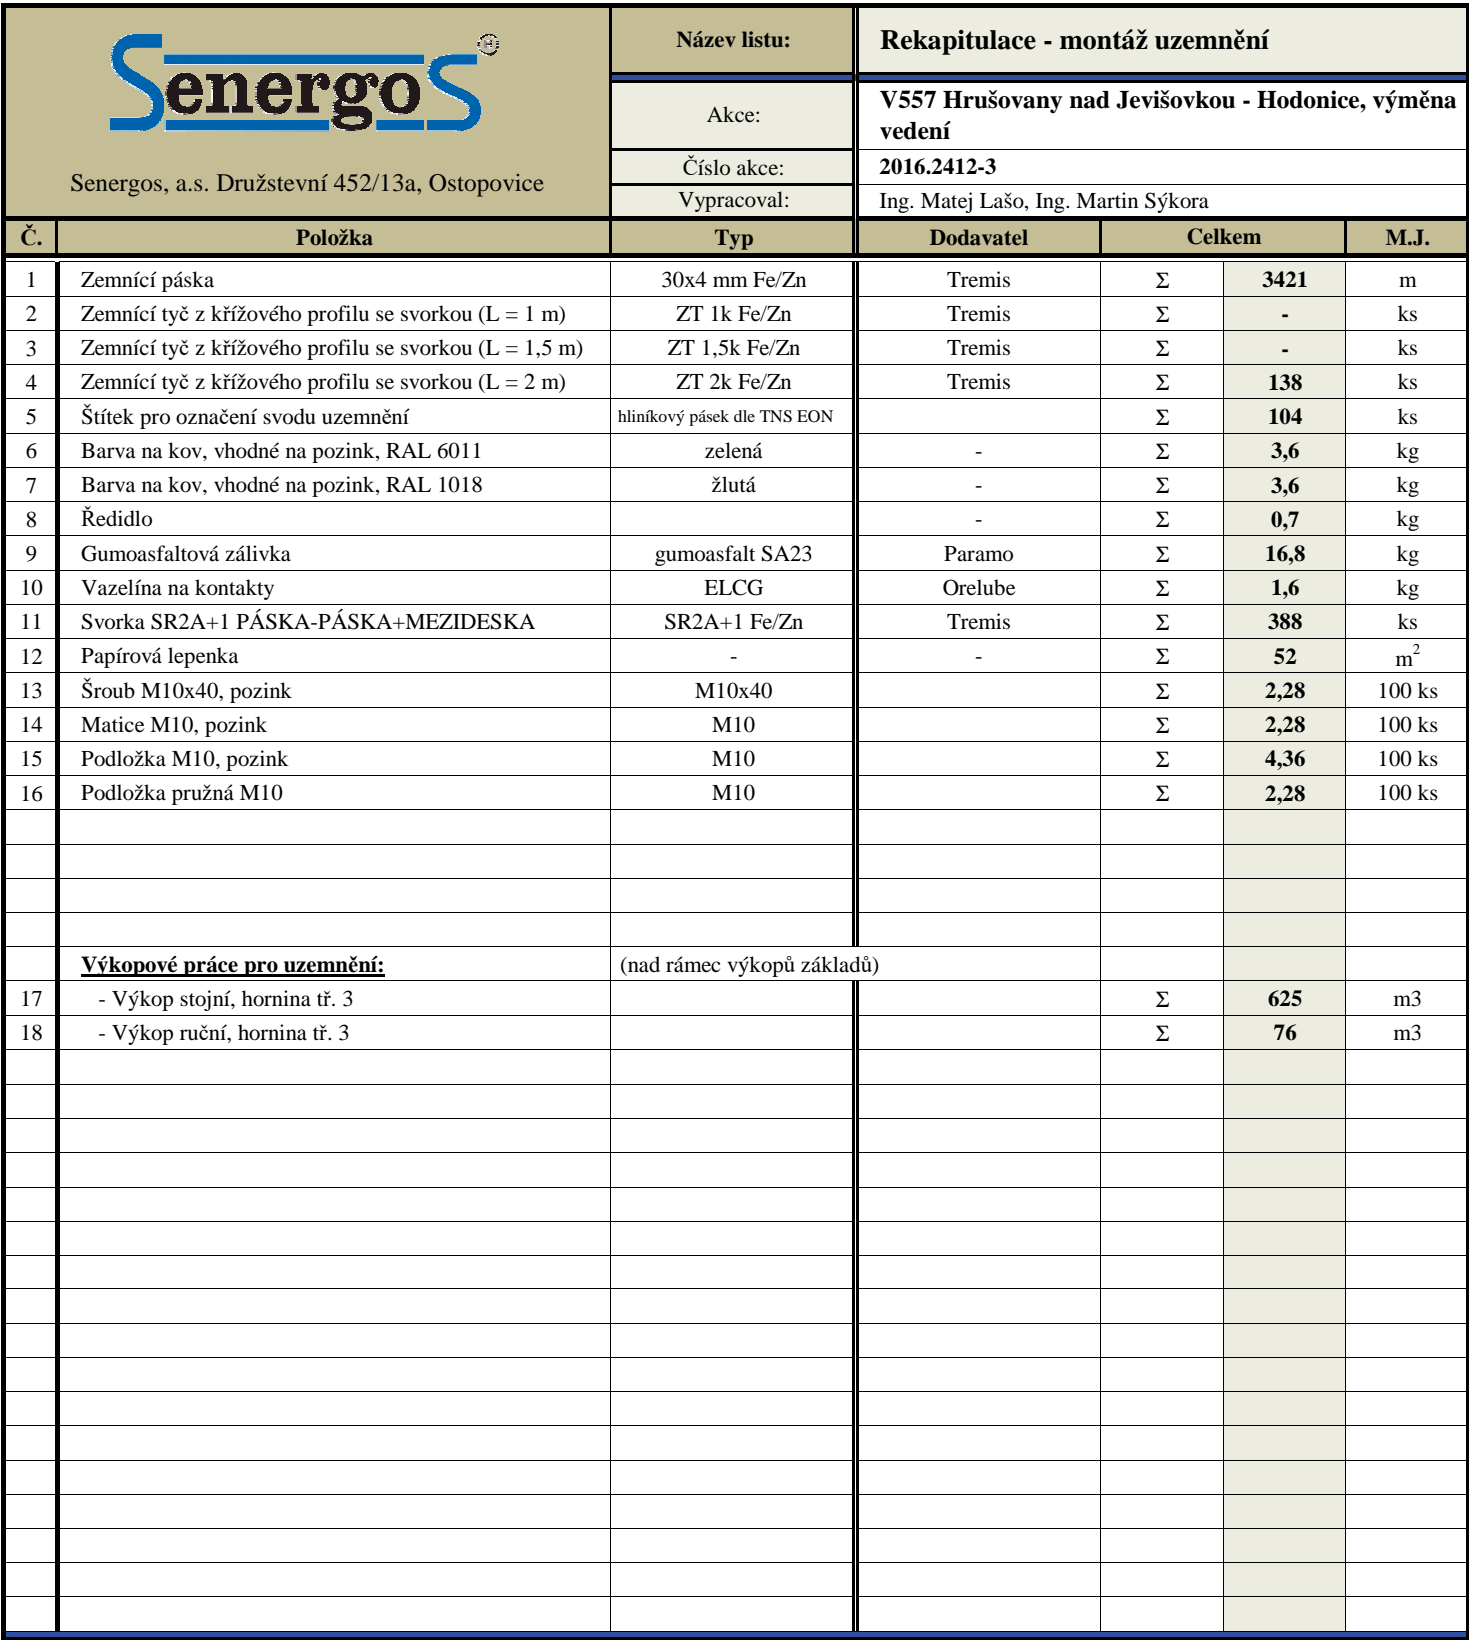 SenergoS
Senergos, a.s. Družstevní 452/13a, Ostopovice
Název listu: Rekapitulace - montáž uzemnění
Akce: V557 Hrušovany nad Jevišovkou - Hodonice, výměna
vedení
Číslo akce: 2016.2412-3
Vypracoval: Ing. Matej Lašo, Ing. Martin Sýkora
Č. Položka Typ Dodavatel Celkem M.J.
1 Zemnící páska 30x4 mm Fe/Zn Tremis Σ 3421 m
2 Zemnící tyč z křížového profilu se svorkou (L = 1 m) ZT 1k Fe/Zn Tremis Σ - ks
3 Zemnící tyč z křížového profilu se svorkou (L = 1,5 m) ZT 1,5k Fe/Zn Tremis Σ - ks
4 Zemnící tyč z křížového profilu se svorkou (L = 2 m) ZT 2k Fe/Zn Tremis Σ 138 ks
5 Štítek pro označení svodu uzemnění hliníkový pásek dle TNS EON Σ 104 ks
6 Barva na kov, vhodné na pozink, RAL 6011 zelená - Σ 3,6 kg
7 Barva na kov, vhodné na pozink, RAL 1018 žlutá - Σ 3,6 kg
8 Ředidlo - Σ 0,7 kg
9 Gumoasfaltová zálivka gumoasfalt SA23 Paramo Σ 16,8 kg
10 Vazelína na kontakty ELCG Orelube Σ 1,6 kg
11 Svorka SR2A+1 PÁSKA-PÁSKA+MEZIDESKA SR2A+1 Fe/Zn Tremis Σ 388 ks
12 Papírová lepenka - - Σ 52 m²
13 Šroub M10x40, pozink M10x40 Σ 2,28 100 ks
14 Matice M10, pozink M10 Σ 2,28 100 ks
15 Podložka M10, pozink M10 Σ 4,36 100 ks
16 Podložka pružná M10 M10 Σ 2,28 100 ks
Výkopové práce pro uzemnění: (nad rámec výkopů základů)
17 - Výkop stojní, hornina tř. 3 Σ 625 m3
18 - Výkop ruční, hornina tř. 3 Σ 76 m3